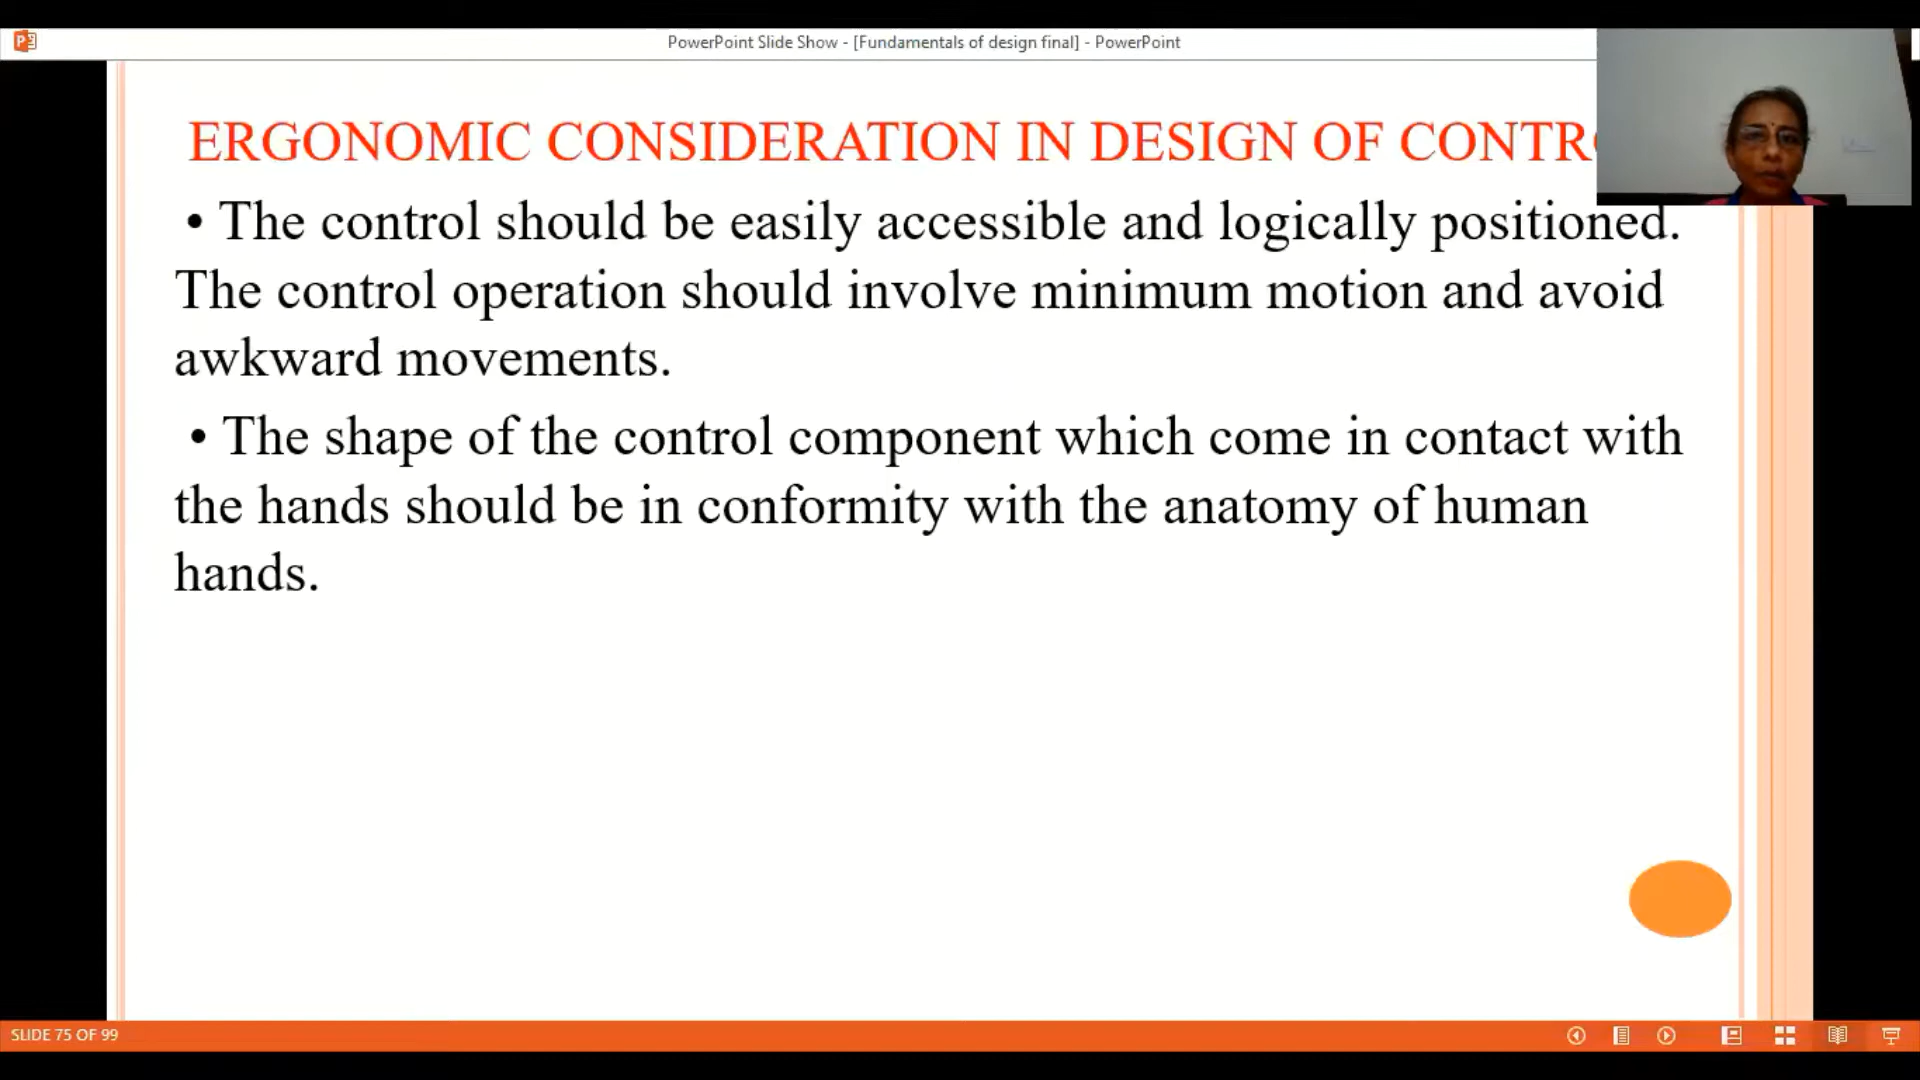 PowerPoint Slide Show - [Fundamentals of design final] - PowerPoint
ERGONOMIC CONSIDERATION IN DESIGN OF
• The control should be easily accessible and logically positioned.
The control operation should involve minimum motion and avoid
awkward movements.
• The shape of the control component which come in contact with
the hands should be in conformity with the anatomy of human
hands.
SLIDE 75 OF 99